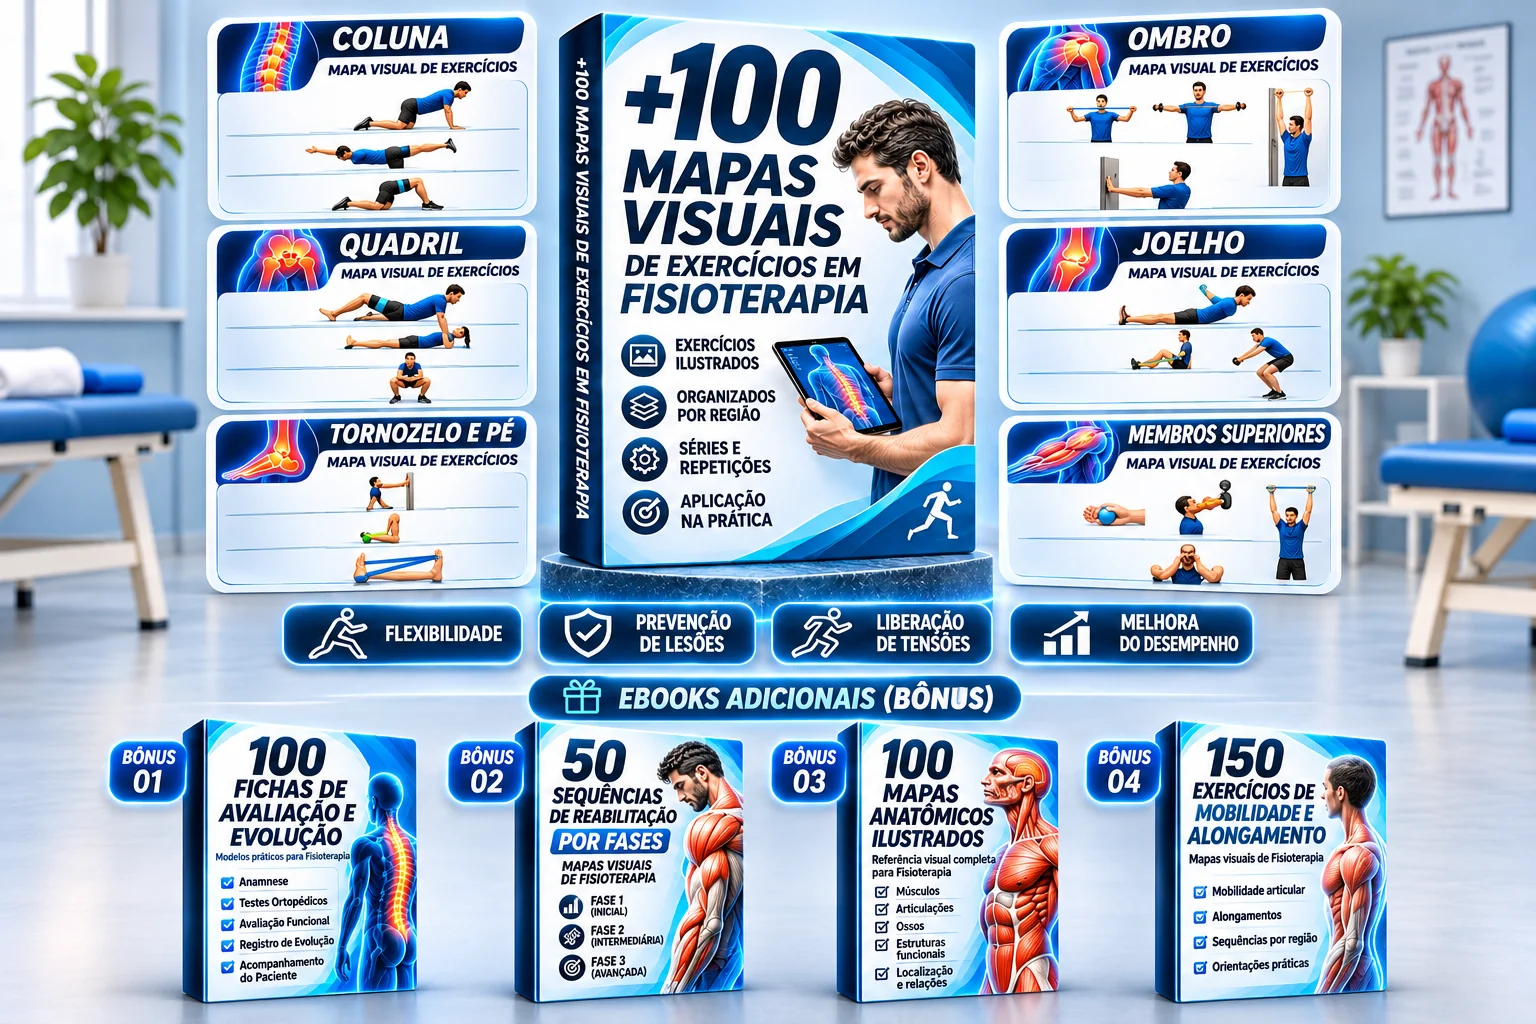 COLUNA
MAPA VISUAL DE EXERCÍCIOS
QUADRIL
MAPA VISUAL DE EXERCÍCIOS
TORNOZELO E PÉ
MAPA VISUAL DE EXERCÍCIOS
+100 MAPAS VISUAIS DE EXERCÍCIOS EM FISIOTERAPIA
+100
MAPAS
VISUAIS
DE EXERCÍCIOS EM
FISIOTERAPIA
EXERCÍCIOS
ILUSTRADOS
ORGANIZADOS
POR REGIÃO
SÉRIES E
REPETIÇÕES
APLICAÇÃO
NA PRÁTICA
OMBRO
MAPA VISUAL DE EXERCÍCIOS
JOELHO
MAPA VISUAL DE EXERCÍCIOS
MEMBROS SUPERIORES
MAPA VISUAL DE EXERCÍCIOS
FLEXIBILIDADE
PREVENÇÃO
DE LESÕES
LIBERAÇÃO
DE TENSÕES
MELHORA
DO DESEMPENHO
EBOOKS ADICIONAIS (BÔNUS)
BÔNUS
01
100
FICHAS DE
AVALIAÇÃO E
EVOLUÇÃO
Modelos práticos para Fisioterapia
Anamnese
Testes Ortopédicos
Avaliação Funcional
Registro de Evolução
Acompanhamento
do Paciente
BÔNUS
02
50
SEQUÊNCIAS
DE REABILITAÇÃO
POR FASES
MAPAS VISUAIS
DE FISIOTERAPIA
FASE 1
(INICIAL)
FASE 2
(INTERMEDIÁRIA)
FASE 3
(AVANÇADA)
BÔNUS
03
100
MAPAS
ANATÔMICOS
ILUSTRADOS
Referência visual completa
para Fisioterapia
Músculos
Articulações
Ossos
Estruturas
funcionais
Localização
e relações
BÔNUS
04
150
EXERCÍCIOS DE
MOBILIDADE E
ALONGAMENTO
Mapas visuais de Fisioterapia
Mobilidade articular
Alongamentos
Sequências por região
Orientações práticas